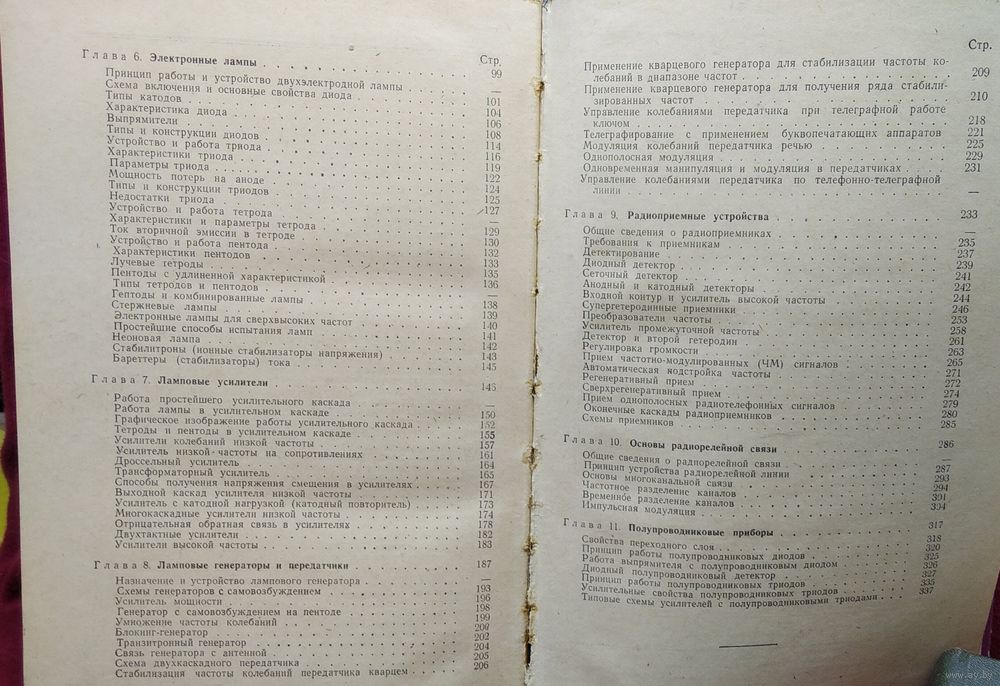 Стр.
Глава 6. Электронные лампы . . . 99
Принцип работы и устройство двухэлектродной лампы . . . —
Схема включения и основные свойства диода . . . 101
Типы катодов . . . 104
Характеристика диода . . . 106
Выпрямители . . . 108
Типы и конструкции диодов . . . 114
Устройство и работа триода . . . 116
Характеристики триода . . . 119
Параметры триода . . . 122
Мощность потерь на аноде . . . 124
Типы и конструкции триодов . . . 125
Недостатки триода . . . 127
Устройство и работа тетрода . . . —
Характеристики и параметры тетрода . . . 129
Ток вторичной эмиссии в тетроде . . . 130
Устройство и работа пентода . . . 132
Характеристики пентодов . . . 133
Лучевые тетроды . . . 135
Пентоды с удлиненной характеристикой . . . 136
Типы тетродов и пентодов . . . —
Гептоды и комбинированные лампы . . . 138
Стержневые лампы . . . 139
Электронные лампы для сверхвысоких частот . . . 140
Простейшие способы испытания ламп . . . 141
Неоновая лампа . . . 142
Стабилитроны (ионные стабилизаторы напряжения) . . . 143
Бареттеры (стабилизаторы) тока . . . 145
Глава 7. Ламповые усилители . . . 145
Работа простейшего усилительного каскада . . . —
Работа лампы в усилительном каскаде . . . 150
Графическое изображение работы усилительного каскада . . . 152
Тетроды и пентоды в усилительном каскаде . . . 155
Усилители колебаний низкой частоты . . . 157
Усилитель низкой частоты на сопротивлениях . . . 161
Дроссельный усилитель . . . 164
Трансформаторный усилитель . . . 165
Способы получения напряжения смещения в усилителях . . . 167
Выходной каскад усилителя низкой частоты . . . 171
Усилитель с катодной нагрузкой (катодный повторитель) . . . 173
Многокаскадные усилители низкой частоты . . . 174
Отрицательная обратная связь в усилителях . . . 178
Двухтактные усилители . . . 182
Усилители высокой частоты . . . 183
Глава 8. Ламповые генераторы и передатчики . . . 187
Назначение и устройство лампового генератора . . . —
Схемы генераторов с самовозбуждением . . . 193
Усилитель мощности . . . 196
Генератор с самовозбуждением на пентоде . . . 198
Умножение частоты колебаний . . . 199
Блокинг-генератор . . . 200
Транзитронный генератор . . . 202
Связь генератора с антенной . . . 204
Схема двухкаскадного передатчика . . . 205
Стабилизация частоты колебаний передатчика кварцем . . . 206
Стр.
Применение кварцевого генератора для стабилизации частоты ко-
лебаний в диапазоне частот . . . 209
Применение кварцевого генератора для получения ряда стабили-
зированных частот . . . 210
Управление колебаниями передатчика при телеграфной работе
ключом . . . 218
Телеграфирование с применением буквопечатающих аппаратов 221
Модуляция колебаний передатчика речью . . . 225
Однополосная модуляция . . . 229
Одновременная манипуляция и модуляция в передатчиках . . . 231
Управление колебаниями передатчика по телефонно-телеграфной
линии . . . —
Глава 9. Радиоприемные устройства . . . 233
Общие сведения о радиоприемниках . . . —
Требования к приемникам . . . 235
Детектирование . . . 237
Диодный детектор . . . 239
Сеточный детектор . . . 241
Анодный и катодный детекторы . . . 242
Входной контур и усилитель высокой частоты . . . 244
Супергетеродинные приемники . . . 246
Преобразователи частоты . . . 253
Усилитель промежуточной частоты . . . 258
Детектор и второй гетеродин . . . 261
Регулировка громкости . . . 263
Прием частотно-модулированных (ЧМ) сигналов . . . 265
Автоматическая подстройка частоты . . . 271
Регенеративный прием . . . 272
Сверхрегенеративный прием . . . 274
Прием однополосных радиотелефонных сигналов . . . 279
Оконечные каскады радиоприемников . . . 280
Схемы приемников . . . 285
Глава 10. Основы радиорелейной связи . . . 286
Общие сведения о радиорелейной связи . . . —
Принцип устройства радиорелейной линии . . . 287
Основы многоканальной связи . . . 293
Частотное разделение каналов . . . 294
Временное разделение каналов . . . 301
Импульсная модуляция . . . 304
Глава 11. Полупроводниковые приборы . . . 317
Свойства переходного слоя . . . 318
Принцип работы полупроводниковых диодов . . . 320
Работа выпрямителя с полупроводниковым диодом . . . 325
Диодный полупроводниковый детектор . . . 326
Принцип работы полупроводниковых триодов . . . 327
Усилительные свойства полупроводниковых триодов . . . 335
Типовые схемы усилителей с полупроводниковыми триодами . . . 337
www.ay.by